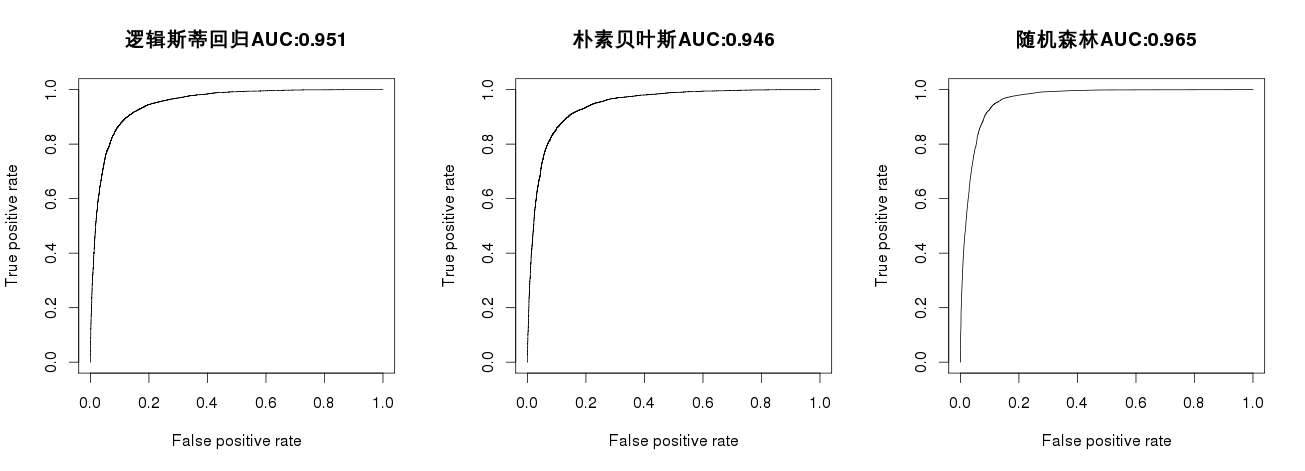 逻辑斯蒂回归AUC:0.951
True positive rate
1.0
0.8
0.6
0.4
0.2
0.0
0.0 0.2 0.4 0.6 0.8 1.0
False positive rate
朴素贝叶斯AUC:0.946
True positive rate
1.0
0.8
0.6
0.4
0.2
0.0
0.0 0.2 0.4 0.6 0.8 1.0
False positive rate
随机森林AUC:0.965
True positive rate
1.0
0.8
0.6
0.4
0.2
0.0
0.0 0.2 0.4 0.6 0.8 1.0
False positive rate